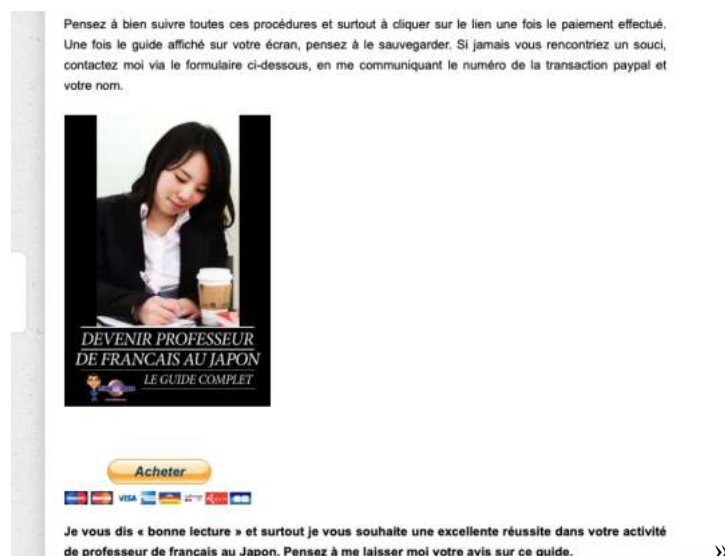 Pensez à bien suivre toutes ces procédures et surtout à cliquer sur le lien une fois le paiement effectué.
Une fois le guide affiché sur votre écran, pensez à le sauvegarder. Si jamais vous rencontriez un souci,
contactez moi via le formulaire ci-dessous, en me communiquant le numéro de la transaction paypal et
votre nom.
DEVENIR PROFESSEUR
DE FRANCAIS AU JAPON
LE GUIDE COMPLET
Acheter
VISA
Je vous dis « bonne lecture » et surtout je vous souhaite une excellente réussite dans votre activité
de professeur de français au Japon. Pensez à me laisser moi votre avis sur ce guide.
»